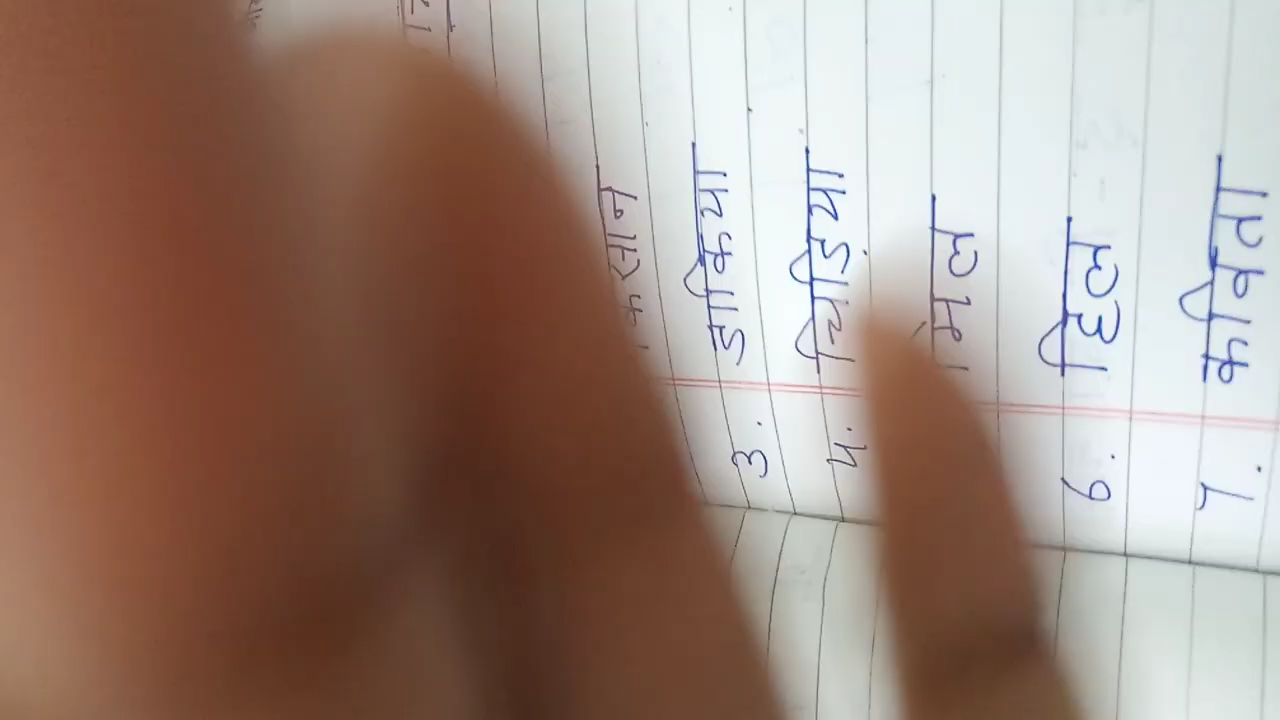 किसान
3. डाकिया
4. चिड़िया
मिल
6. हिल
7. कविता